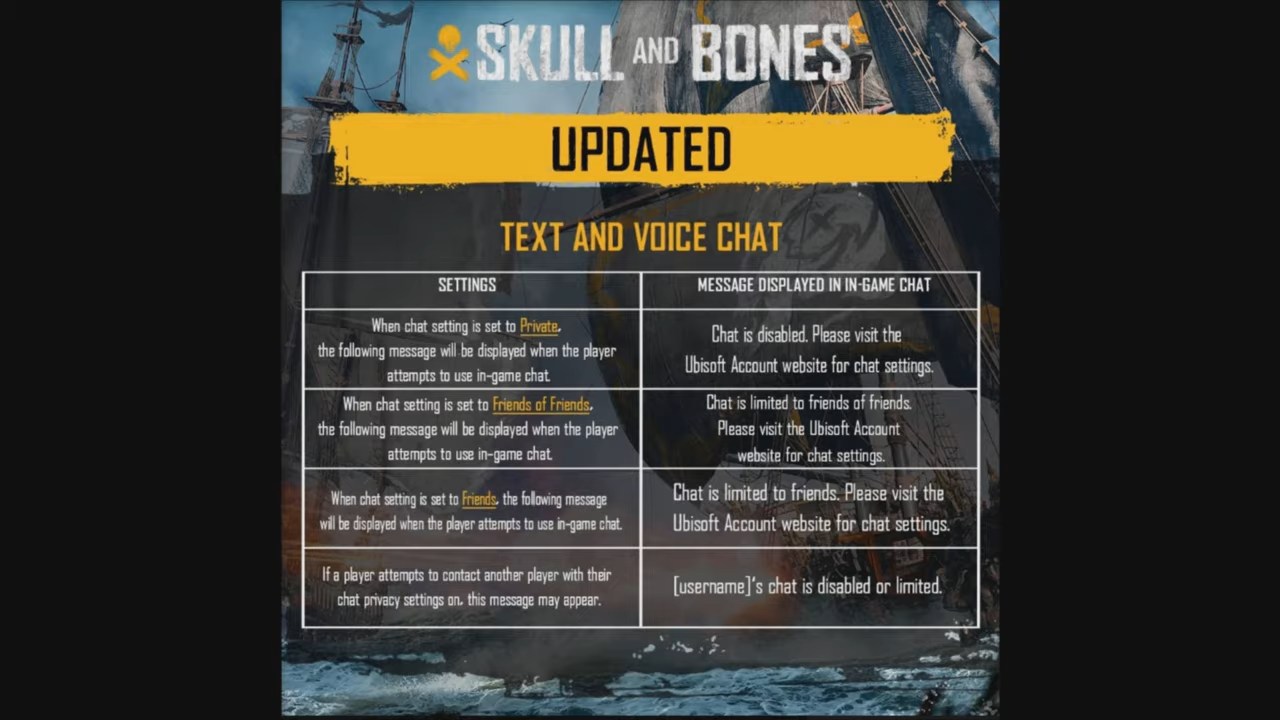 SKULL AND BONES
UPDATED
TEXT AND VOICE CHAT
SETTINGS
MESSAGE DISPLAYED IN IN-GAME CHAT
When chat setting is set to Private,
the following message will be displayed when the player
attempts to use in-game chat.
Chat is disabled. Please visit the
Ubisoft Account website for chat settings.
When chat setting is set to Friends of Friends,
the following message will be displayed when the player
attempts to use in-game chat.
Chat is limited to friends of friends.
Please visit the Ubisoft Account
website for chat settings.
When chat setting is set to Friends, the following message
will be displayed when the player attempts to use in-game chat.
Chat is limited to friends. Please visit the
Ubisoft Account website for chat settings.
If a player attempts to contact another player with their
chat privacy settings on, this message may appear.
[username]'s chat is disabled or limited.